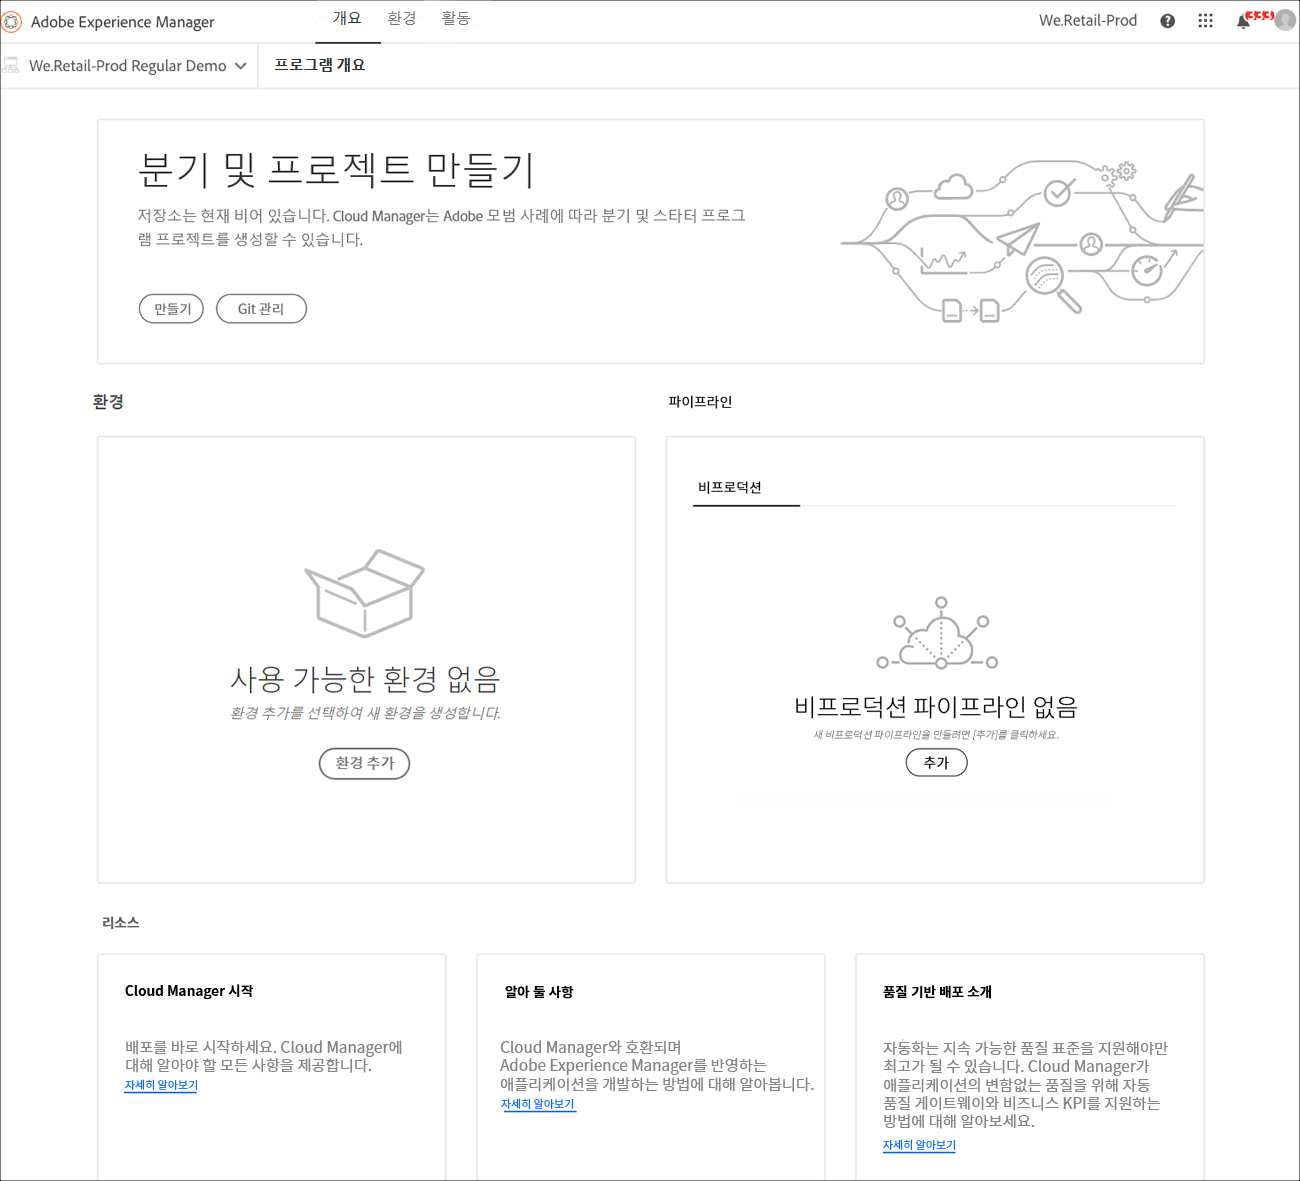 Adobe Experience Manager
개요 환경 활동
We.Retail-Prod
We.Retail-Prod Regular Demo
프로그램 개요
분기 및 프로젝트 만들기
저장소는 현재 비어 있습니다. Cloud Manager는 Adobe 모범 사례에 따라 분기 및 스타터 프로그
램 프로젝트를 생성할 수 있습니다.
만들기 Git 관리
환경
파이프라인
비프로덕션
사용 가능한 환경 없음
환경 추가를 선택하여 새 환경을 생성합니다.
환경 추가
비프로덕션 파이프라인 없음
새 비프로덕션 파이프라인을 만들려면 [추가]를 클릭하세요.
추가
리소스
Cloud Manager 시작
배포를 바로 시작하세요. Cloud Manager에
대해 알아야 할 모든 사항을 제공합니다.
자세히 알아보기
알아 둘 사항
Cloud Manager와 호환되며
Adobe Experience Manager를 반영하는
애플리케이션을 개발하는 방법에 대해 알아봅니다.
자세히 알아보기
품질 기반 배포 소개
자동화는 지속 가능한 품질 표준을 지원해야만
최고가 될 수 있습니다. Cloud Manager가
애플리케이션의 변함없는 품질을 위해 자동
품질 게이트웨이와 비즈니스 KPI를 지원하는
방법에 대해 알아보세요.
자세히 알아보기